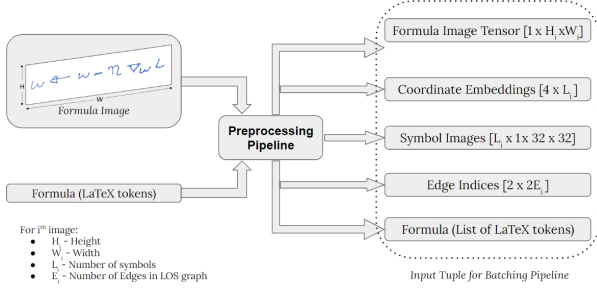 Formula Image Tensor [1 x Hᵢ xWᵢ]
w ← w - η ∇w L
H
W
Formula Image
Coordinate Embeddings [4 x Lᵢ]
Preprocessing
Pipeline
Symbol Images [Lᵢ x 1 x 32 x 32]
Edge Indices [2 x 2Eᵢ]
Formula (LaTeX tokens)
Formula (List of LaTeX tokens)
For iᵗʰ image:
● Hᵢ - Height
● Wᵢ - Width
● Lᵢ - Number of symbols
● Eᵢ - Number of Edges in LOS graph
Input Tuple for Batching Pipeline